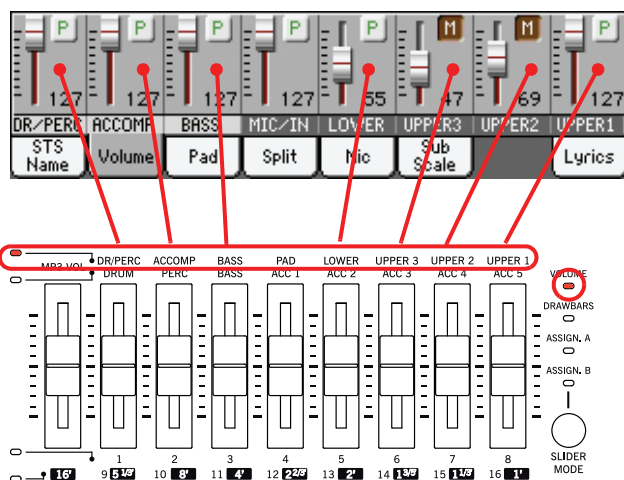 P P P P P M M P
127 127 127 127 55 47 69 127
DR/PERC ACCOMP BASS MIC/IN LOWER UPPER3 UPPER2 UPPER1
STS Name Volume Pad Split Mic Sub Scale Lyrics
MP3 VOL DR/PERC ACCOMP BASS PAD LOWER UPPER 3 UPPER 2 UPPER 1
DRUM PERC BASS ACC 1 ACC 2 ACC 3 ACC 4 ACC 5
VOLUME
DRAWBARS
ASSIGN. A
ASSIGN. B
1 2 3 4 5 6 7 8
SLIDER MODE
16' 9 5 1/3' 10 8' 11 4' 12 2 2/3' 13 2' 14 1 3/5' 15 1 1/3' 16 1'